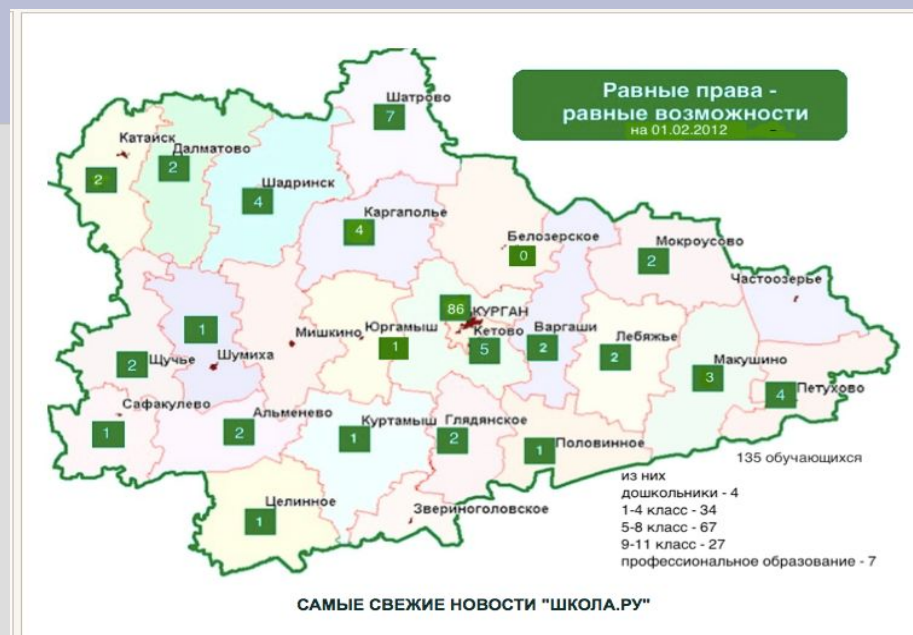 Равные права -
равные возможности
на 01.02.2012
Шатрово
7
Катайск
2
Далматово
2
Шадринск
4
Каргаполье
4
Белозерское
0
Мокроусово
2
Частоозерье
86
КУРГАН
Кетово
5
Варгаши
2
Лебяжье
2
Макушино
3
Петухово
4
Юргамыш
1
Мишкино
1
Шумиха
Щучье
2
Сафакулево
1
Альменево
2
Куртамыш
1
Глядянское
2
Половинное
1
Целинное
1
Звериноголовское
135 обучающихся
из них
дошкольники - 4
1-4 класс - 34
5-8 класс - 67
9-11 класс - 27
профессиональное образование - 7
САМЫЕ СВЕЖИЕ НОВОСТИ "ШКОЛА.РУ"